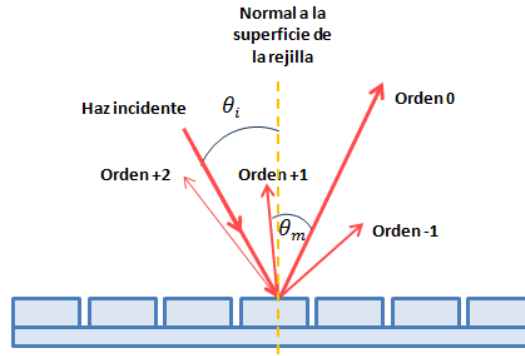 Normal a la
superficie de
la rejilla
Haz incidente
θi
Orden 0
Orden +2
Orden +1
θm
Orden -1